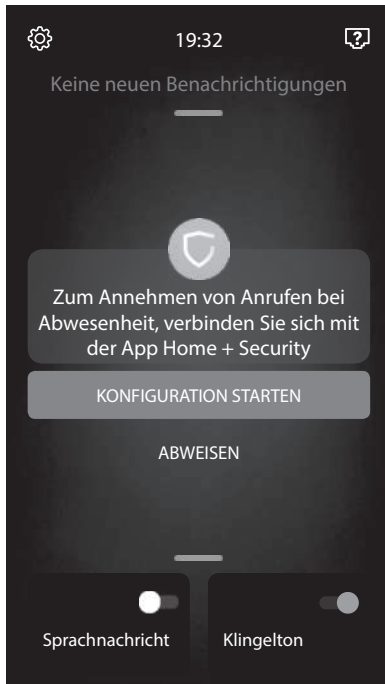 19:32
Keine neuen Benachrichtigungen
Zum Annehmen von Anrufen bei
Abwesenheit, verbinden Sie sich mit
der App Home + Security
KONFIGURATION STARTEN
ABWEISEN
Sprachnachricht
Klingelton